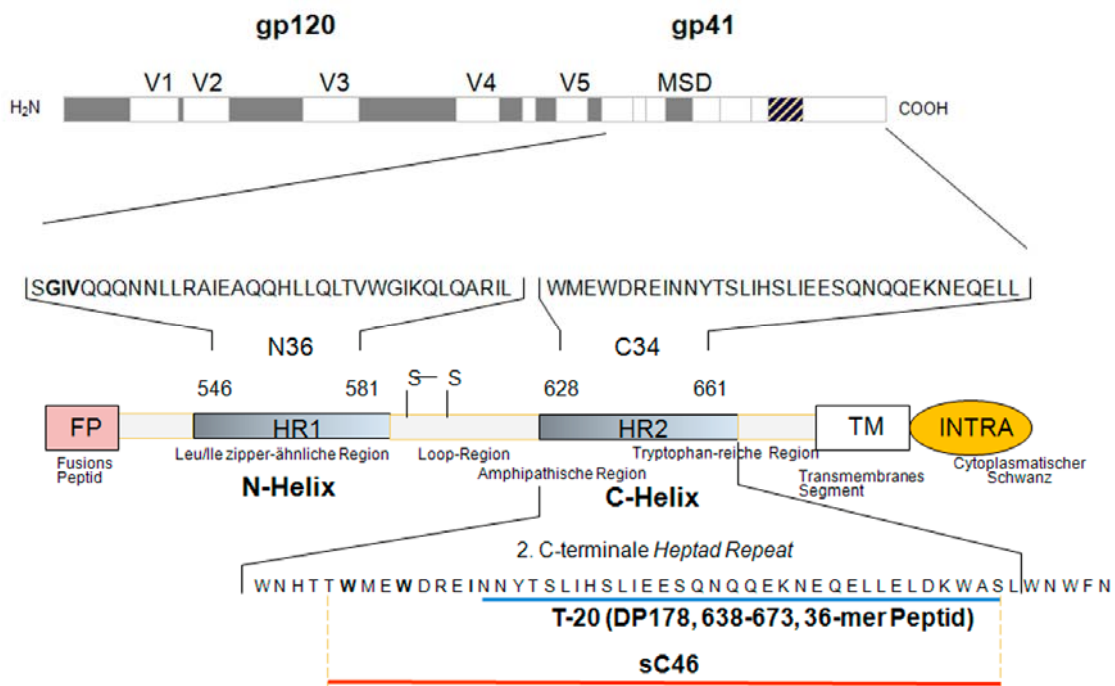 gp120 gp41
V1 V2 V3 V4 V5 MSD
H₂N COOH
SGIVQQQNNLLRAIEAQQHLLQLTVWGIKQLQARIL WMEWDREINNYTSLIHSLIEESQNQQEKNEQELL
N36 C34
S — S
546 581 628 661
FP HR1 HR2 TM INTRA
Fusions
Peptid
Leu/Ile zipper-ähnliche Region
Loop-Region
Tryptophan-reiche Region
Amphipathische Region
Transmembranes
Segment
Cytoplasmatischer
Schwanz
N-Helix C-Helix
2. C-terminale Heptad Repeat
WNHTTWMEWDREINNYTSLIHSLIEESQNQQEKNEQELLELDKWASLWNWFN
T-20 (DP178, 638-673, 36-mer Peptid)
sC46